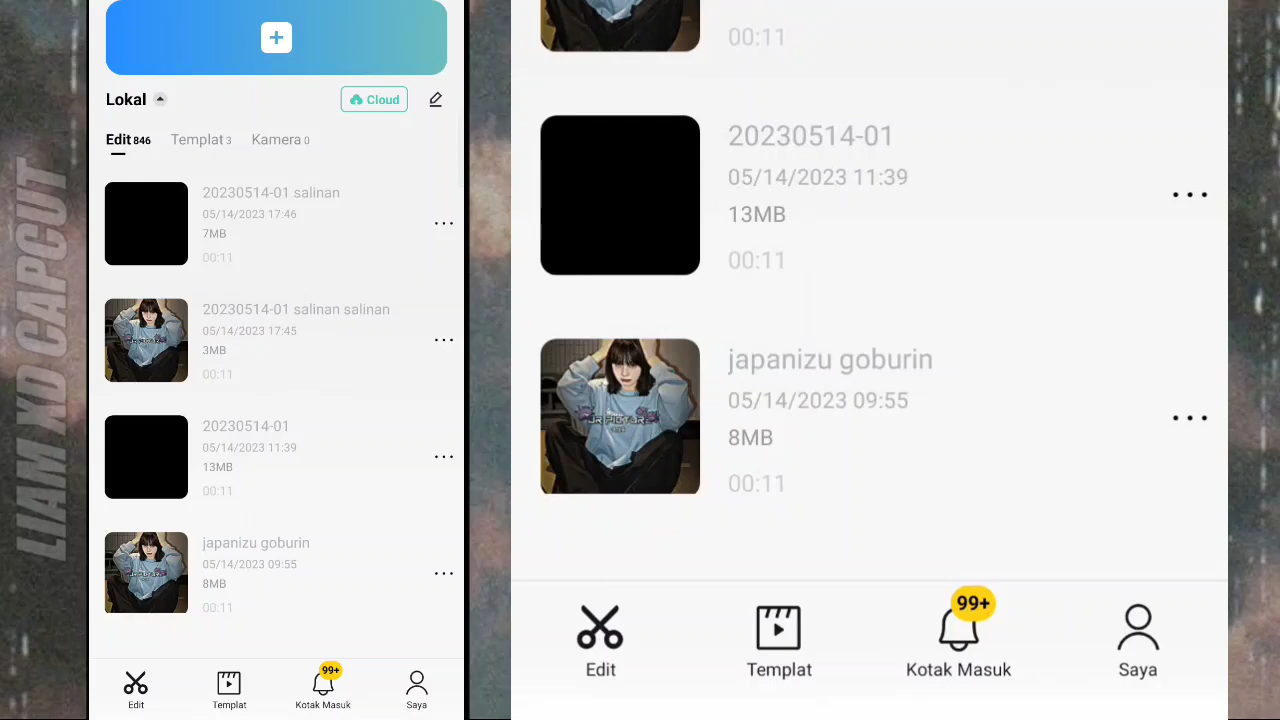 LIAM XD CAPCUT
+
Lokal
Cloud
Edit 846
Templat 3
Kamera 0
20230514-01 salinan
05/14/2023 17:46
7MB
00:11
20230514-01 salinan salinan
05/14/2023 17:45
3MB
00:11
20230514-01
05/14/2023 11:39
13MB
00:11
japanizu goburin
05/14/2023 09:55
8MB
00:11
99+
Edit
Templat
Kotak Masuk
Saya
00:11
20230514-01
05/14/2023 11:39
13MB
00:11
japanizu goburin
05/14/2023 09:55
8MB
00:11
99+
Edit
Templat
Kotak Masuk
Saya